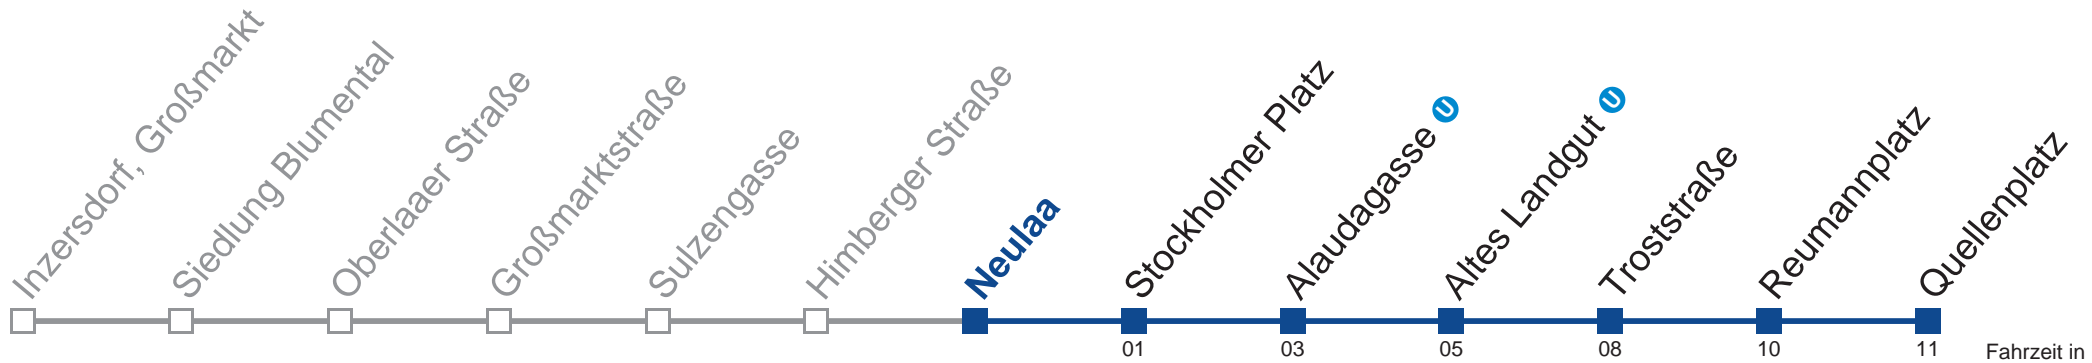 Inzersdorf, Großmarkt
Siedlung Blumental
Oberlaaer Straße
Großmarktstraße
Sulzengasse
Himberger Straße
Neulaa
Stockholmer Platz
Alaudagasse U
Altes Landgut U
Troststraße
Reumannplatz
Quellenplatz
01 03 05 08 10 11 Fahrzeit in